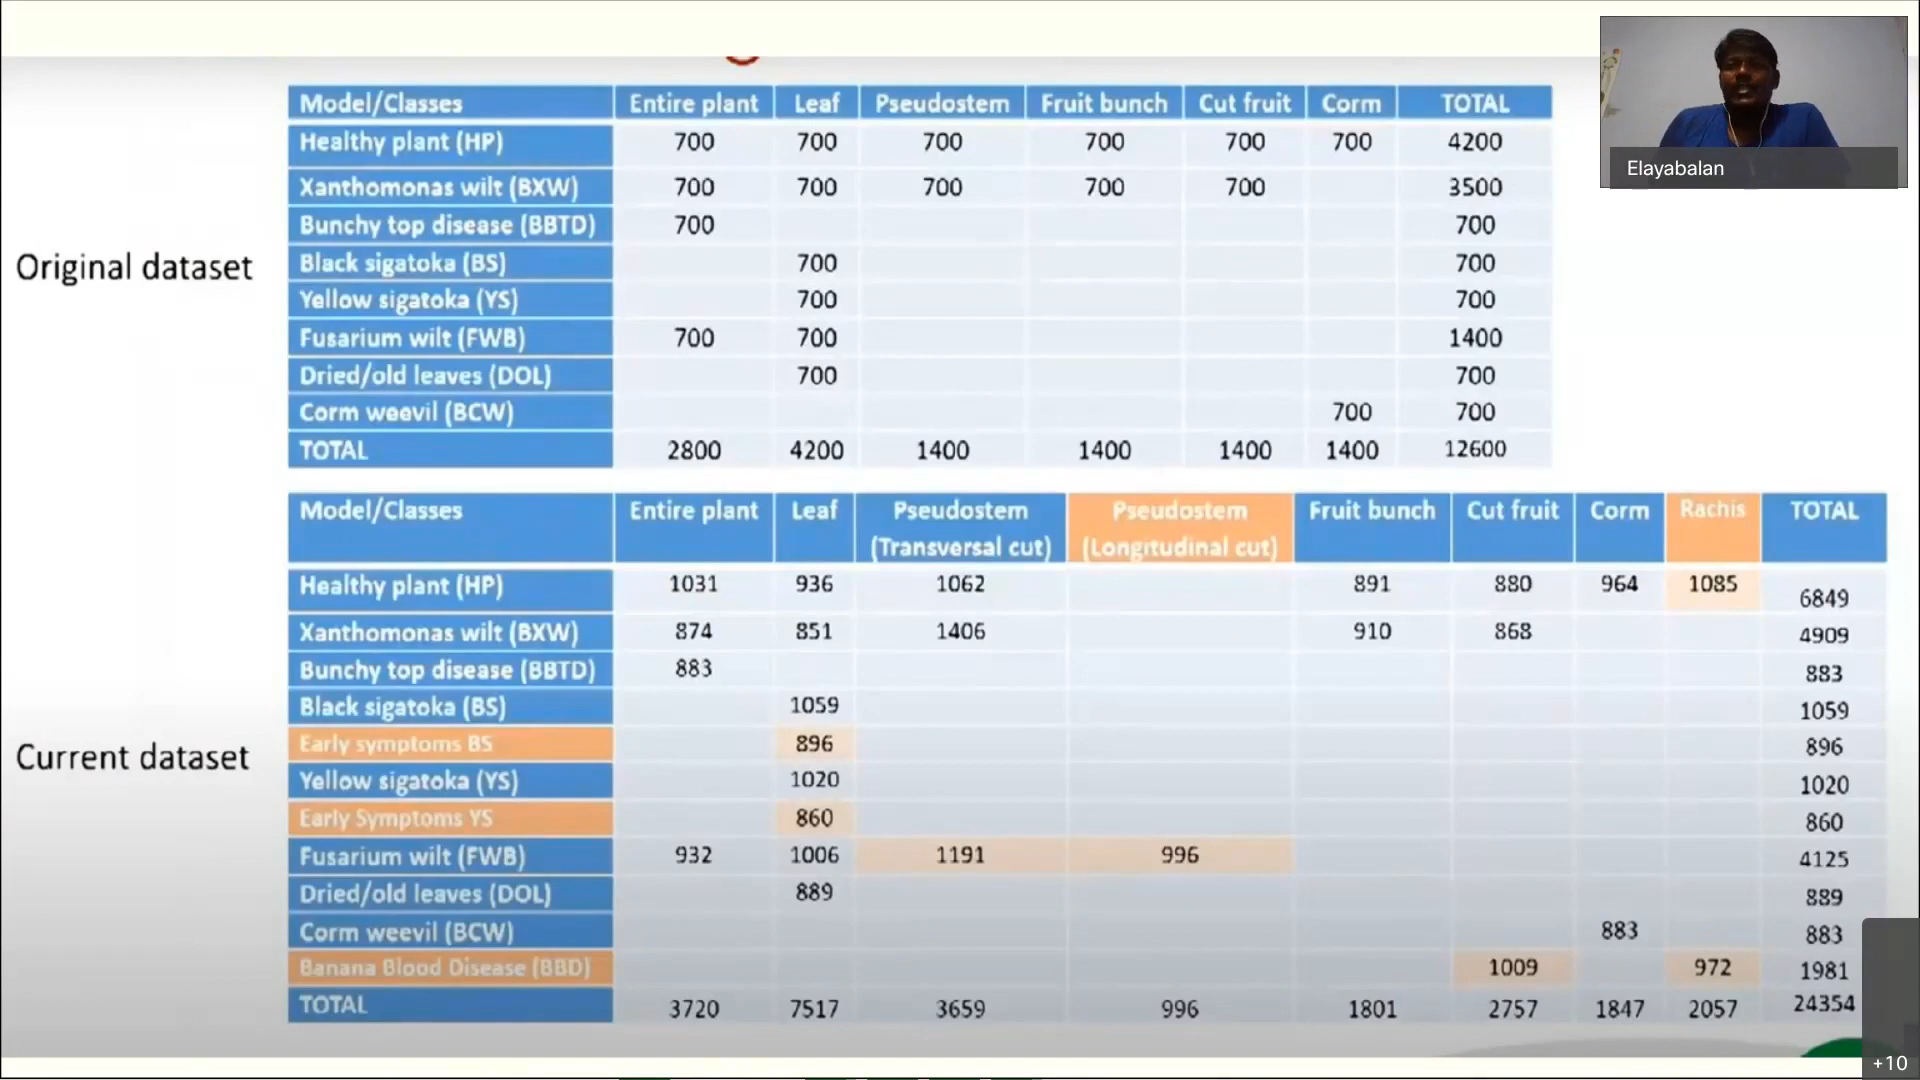 Elayabalan
Original dataset
Model/Classes Entire plant Leaf Pseudostem Fruit bunch Cut fruit Corm TOTAL
Healthy plant (HP) 700 700 700 700 700 700 4200
Xanthomonas wilt (BXW) 700 700 700 700 700 3500
Bunchy top disease (BBTD) 700 700
Black sigatoka (BS) 700 700
Yellow sigatoka (YS) 700 700
Fusarium wilt (FWB) 700 700 1400
Dried/old leaves (DOL) 700 700
Corm weevil (BCW) 700 700
TOTAL 2800 4200 1400 1400 1400 1400 12600
Current dataset
Model/Classes Entire plant Leaf Pseudostem (Transversal cut) Pseudostem (Longitudinal cut) Fruit bunch Cut fruit Corm Rachis TOTAL
Healthy plant (HP) 1031 936 1062 891 880 964 1085 6849
Xanthomonas wilt (BXW) 874 851 1406 910 868 4909
Bunchy top disease (BBTD) 883 883
Black sigatoka (BS) 1059 1059
Early symptoms BS 896 896
Yellow sigatoka (YS) 1020 1020
Early Symptoms YS 860 860
Fusarium wilt (FWB) 932 1006 1191 996 4125
Dried/old leaves (DOL) 889 889
Corm weevil (BCW) 883 883
Banana Blood Disease (BBD) 1009 972 1981
TOTAL 3720 7517 3659 996 1801 2757 1847 2057 24354
+10